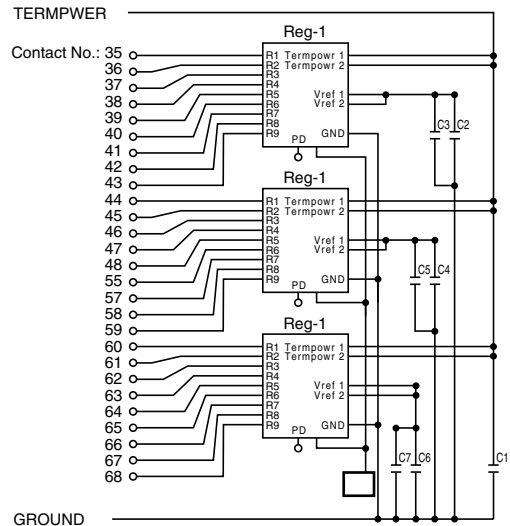 TERMPWER
Reg-1
Contact No.: 35
36
37
38
39
40
41
42
43
R1 Termpowr 1
R2 Termpowr 2
R3
R4
R5 Vref 1
R6 Vref 2
R7
R8
R9 PD GND
C3 C2
Reg-1
44
45
46
47
48
55
57
58
59
R1 Termpowr 1
R2 Termpowr 2
R3
R4
R5 Vref 1
R6 Vref 2
R7
R8
R9 PD GND
C5 C4
Reg-1
60
61
62
63
64
65
66
67
68
R1 Termpowr 1
R2 Termpowr 2
R3
R4
R5 Vref 1
R6 Vref 2
R7
R8
R9 PD GND
C7 C6 C1
GROUND